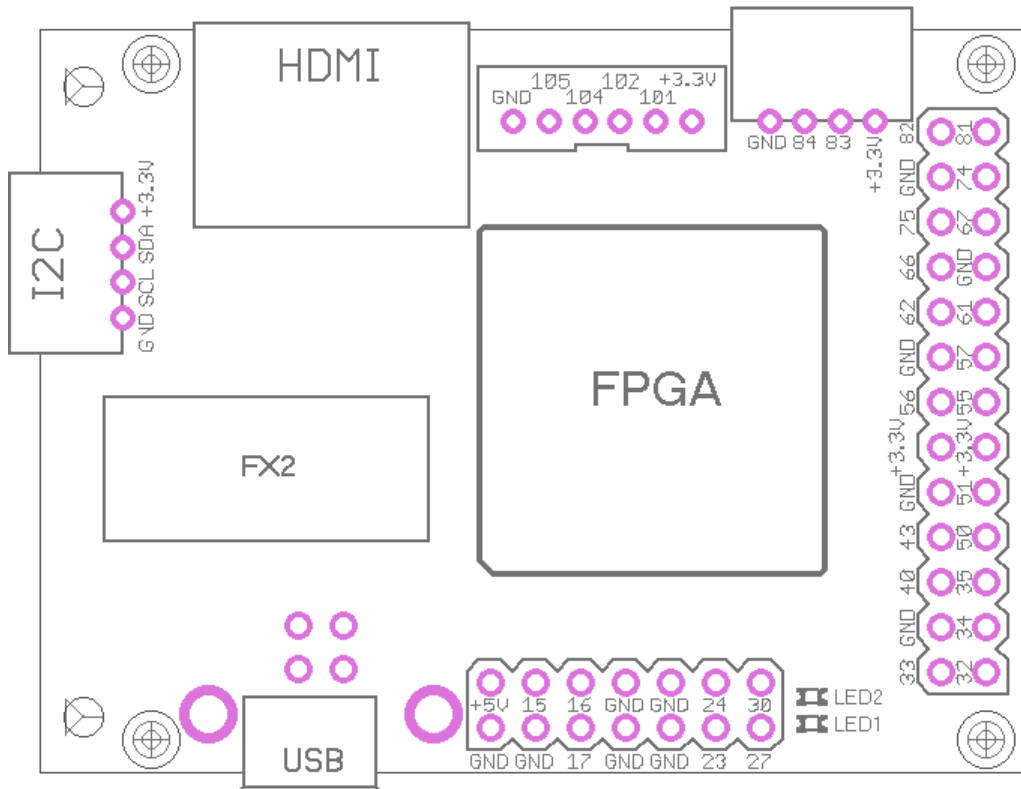 HDMI
105 102 +3.3V
GND 104 101
GND 84 83 +3.3V
I2C
+3.3V
SDA
SCL
GND
82 81
GND 74
75 67
66 GND
62 61
GND 57
56 55
+3.3V +3.3V
GND 51
43 50
40 35
GND 34
33 32
FPGA
FX2
USB
+5V 15 16 GND GND 24 30
GND GND 17 GND GND 23 27
LED2
LED1